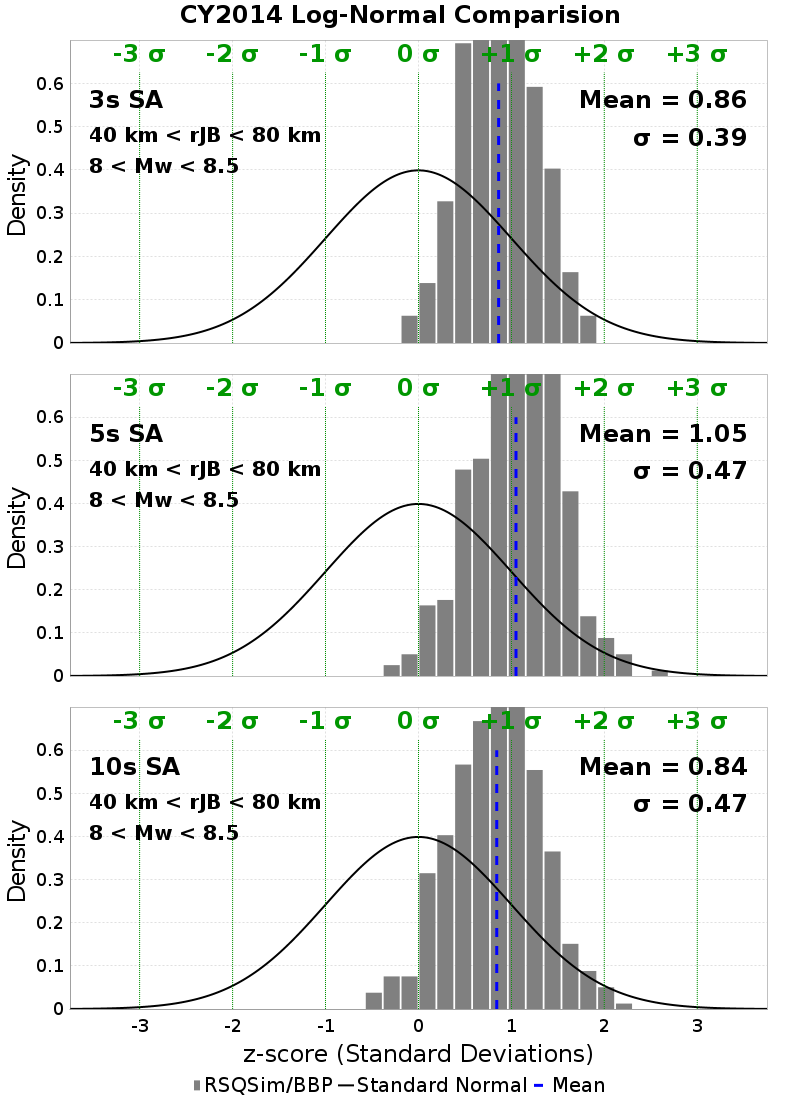 CY2014 Log-Normal Comparision
-3 σ -2 σ -1 σ 0 σ +1 σ +2 σ +3 σ
3s SA Mean = 0.86
40 km < rJB < 80 km σ = 0.39
8 < Mw < 8.5
Density
0.6
0.5
0.4
0.3
0.2
0.1
0
-3 σ -2 σ -1 σ 0 σ +1 σ +2 σ +3 σ
5s SA Mean = 1.05
40 km < rJB < 80 km σ = 0.47
8 < Mw < 8.5
Density
0.6
0.5
0.4
0.3
0.2
0.1
0
-3 σ -2 σ -1 σ 0 σ +1 σ +2 σ +3 σ
10s SA Mean = 0.84
40 km < rJB < 80 km σ = 0.47
8 < Mw < 8.5
Density
0.6
0.5
0.4
0.3
0.2
0.1
0
-3 -2 -1 0 1 2 3
z-score (Standard Deviations)
RSQSim/BBP Standard Normal Mean